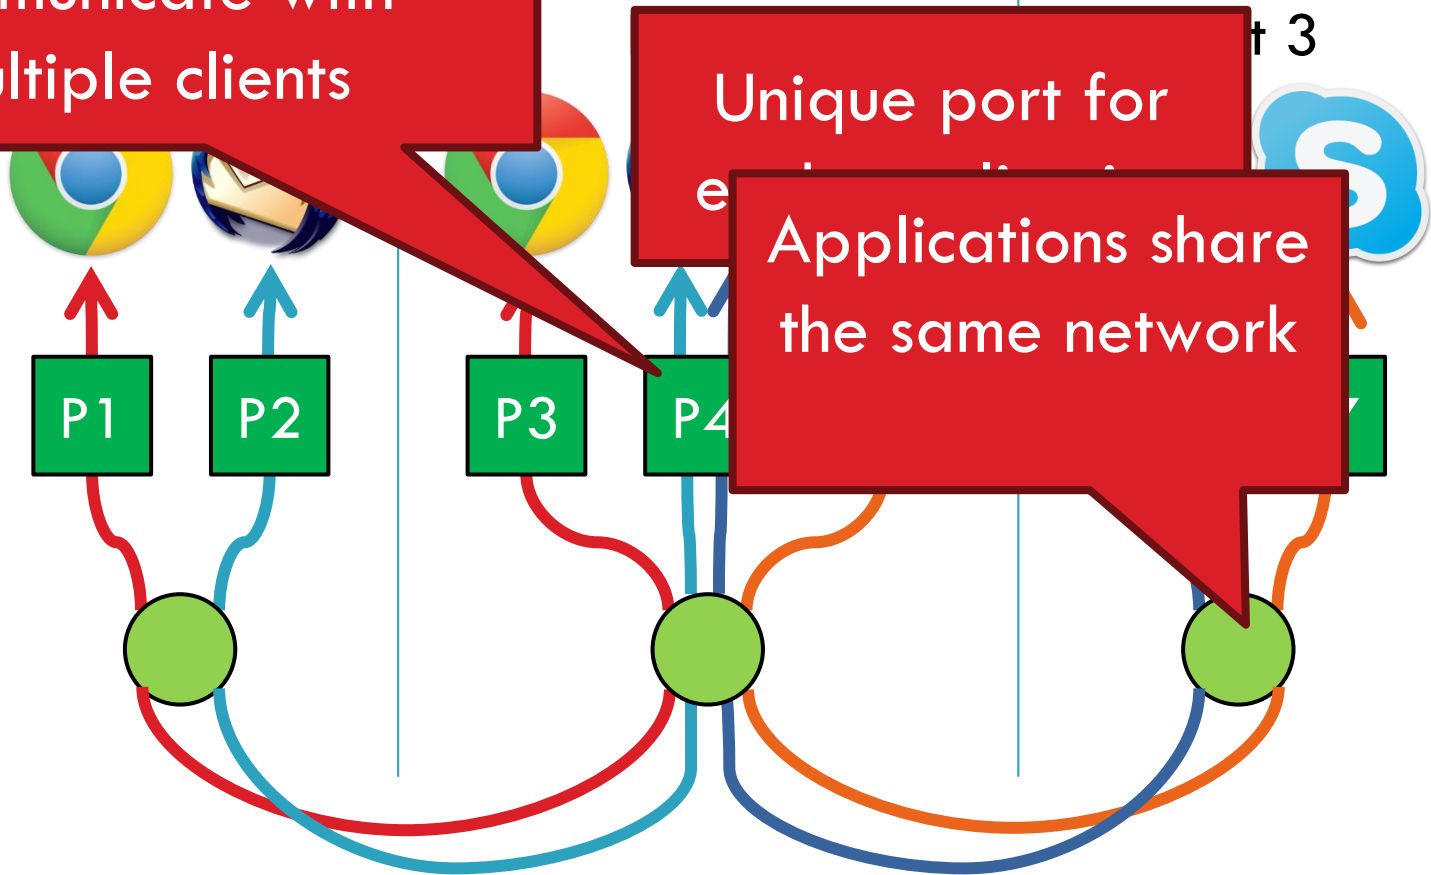 ltiple clients
t 3
Unique port for
Applications share
the same network
P1
P2
P3
P4
S